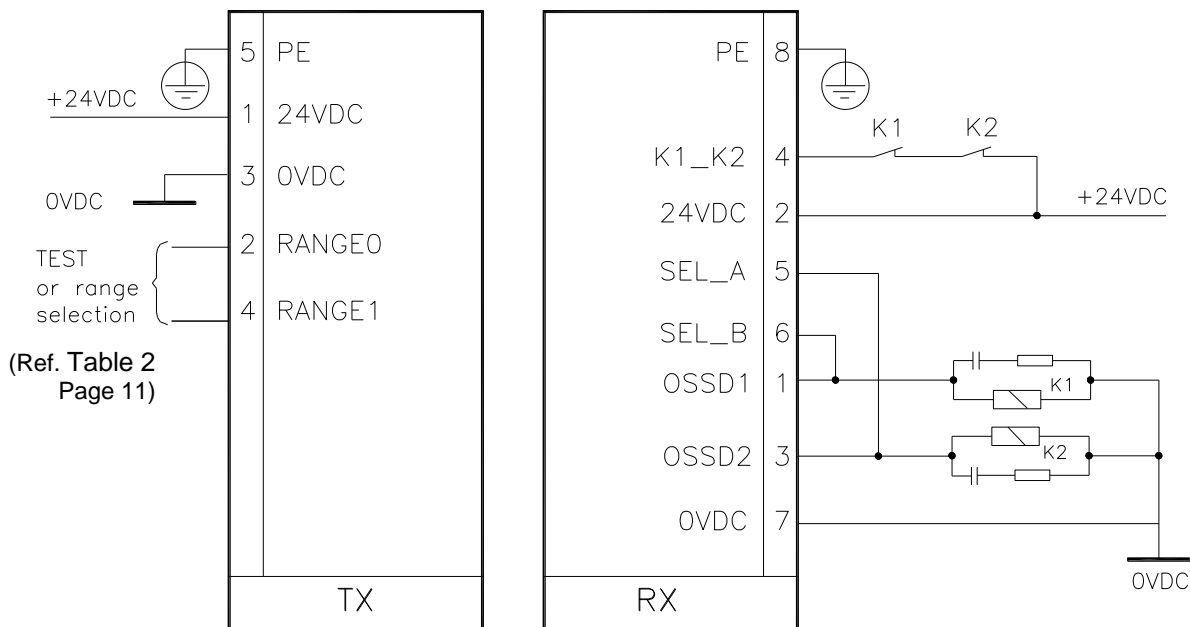 5 PE
+24VDC
1 24VDC
3 0VDC
0VDC
2 RANGE0
TEST
or range
selection
4 RANGE1
(Ref. Table 2
Page 11)
TX
PE 8
K1 K2
K1_K2 4
+24VDC
24VDC 2
SEL_A 5
SEL_B 6
OSSD1 1
K1
OSSD2 3
K2
0VDC 7
0VDC
RX